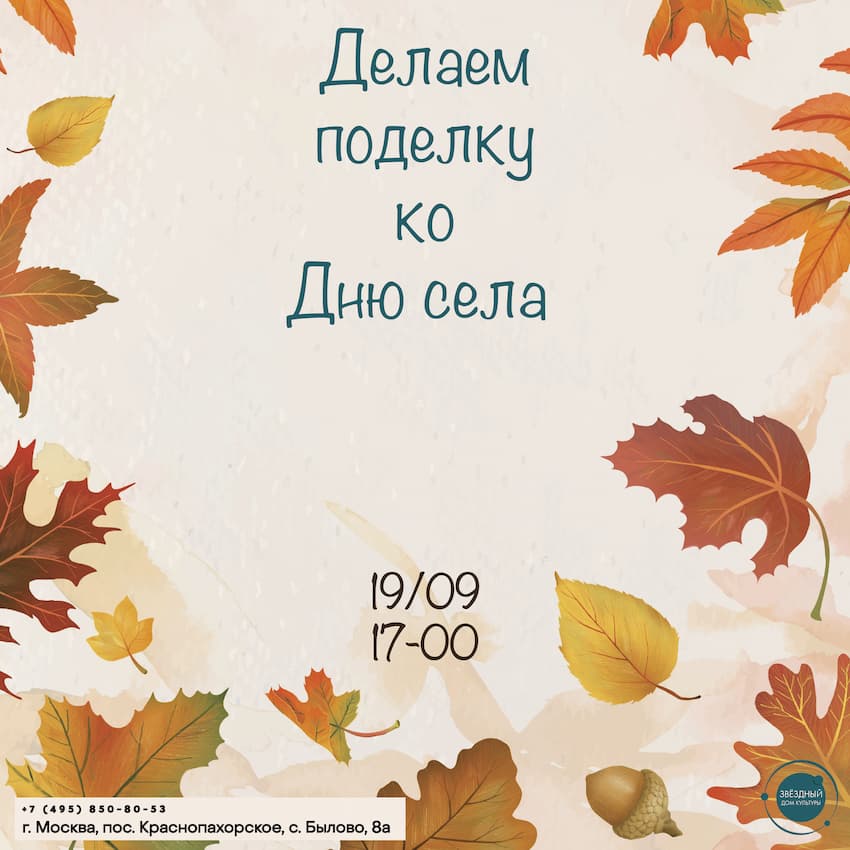 Делаем
поделку
ко
Дню села
19/09
17-00
+7 (495) 850-80-53
г. Москва, пос. Краснопахорское, с. Былово, 8а
ЗВЁЗДНЫЙ
ДОМ КУЛЬТУРЫ